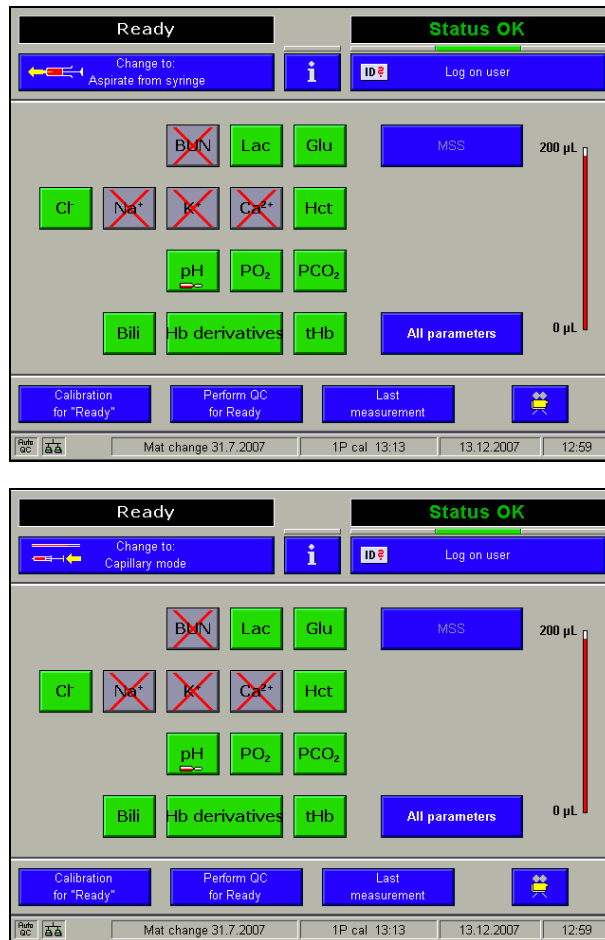 Ready Status OK
Change to:
Aspirate from syringe
i
ID? Log on user
BUN Lac Glu MSS 200 µL
Cl⁻ Na⁺ K⁺ Ca²⁺ Hct
pH PO₂ PCO₂
Bili Hb derivatives tHb All parameters 0 µL
Calibration
for "Ready"
Perform QC
for Ready
Last
measurement
Auto
QC
Mat change 31.7.2007 1P cal 13:13 13.12.2007 12:59
Ready Status OK
Change to:
Capillary mode
i
ID? Log on user
BUN Lac Glu MSS 200 µL
Cl⁻ Na⁺ K⁺ Ca²⁺ Hct
pH PO₂ PCO₂
Bili Hb derivatives tHb All parameters 0 µL
Calibration
for "Ready"
Perform QC
for Ready
Last
measurement
Auto
QC
Mat change 31.7.2007 1P cal 13:13 13.12.2007 12:59